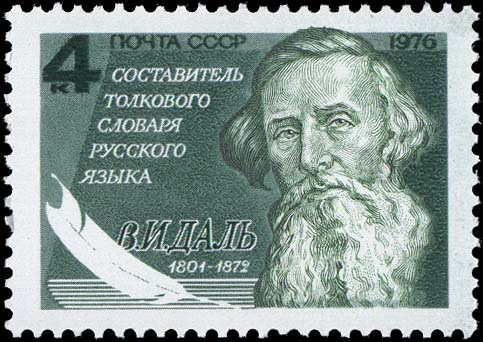 4 К ПОЧТА СССР 1976
СОСТАВИТЕЛЬ
ТОЛКОВОГО
СЛОВАРЯ
РУССКОГО
ЯЗЫКА
В.И.ДАЛЬ
1801-1872